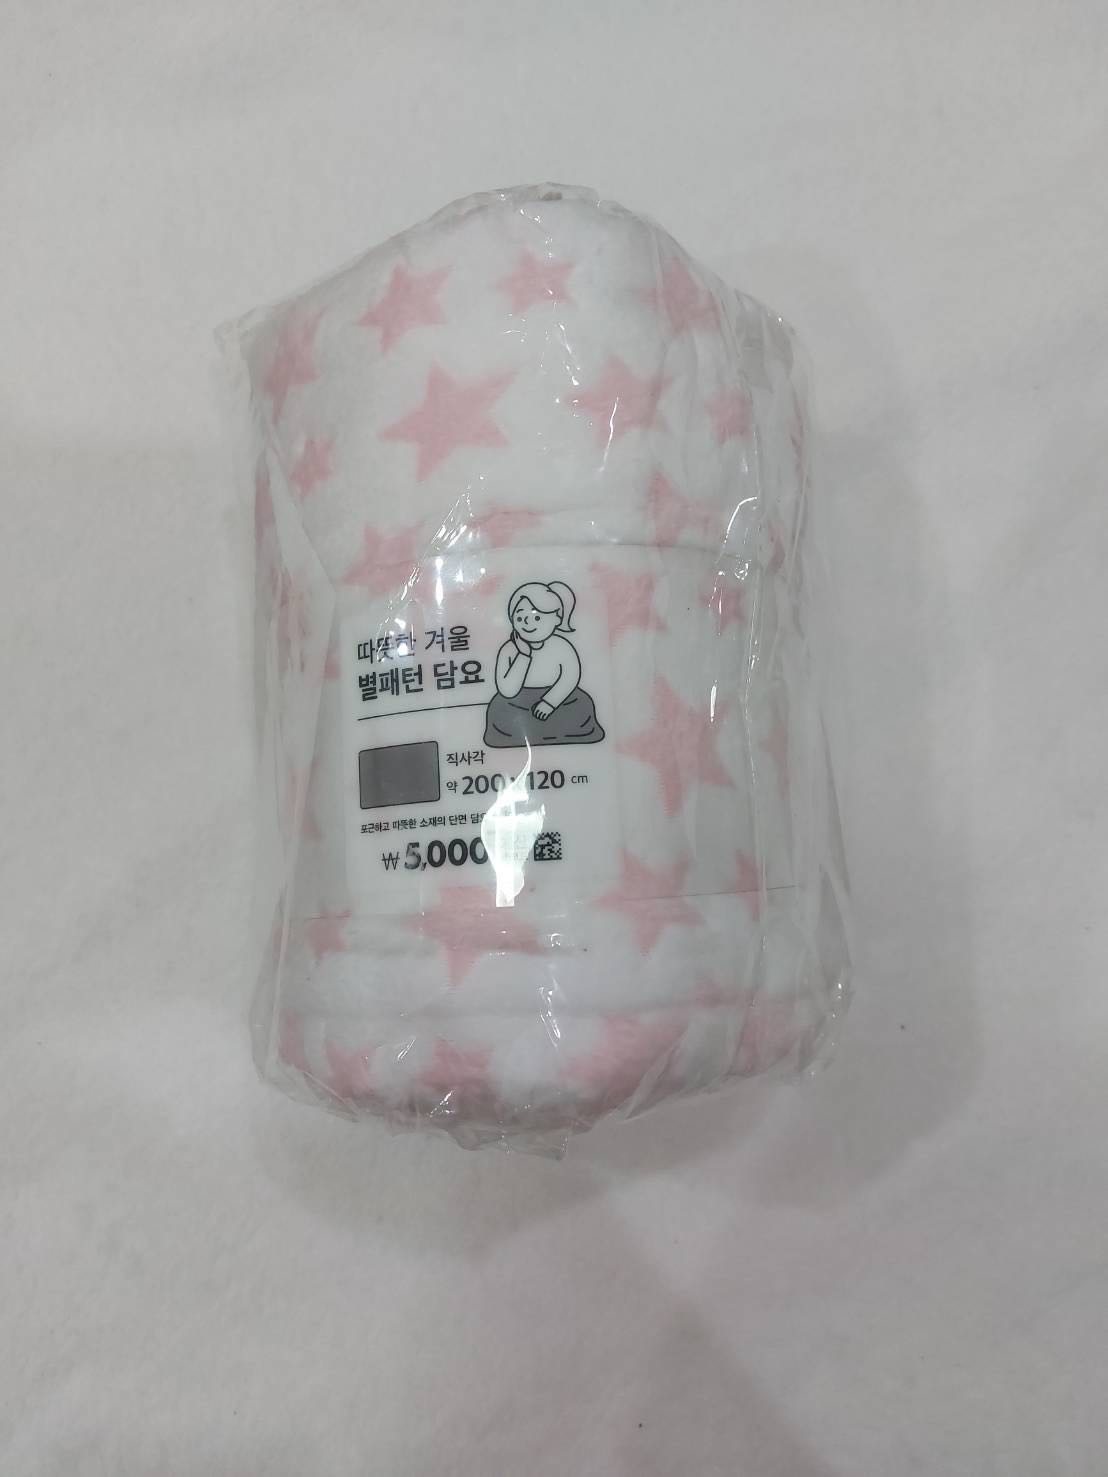 따뜻한 겨울
별패턴 담요
직사각
약 200x120 cm
포근하고 따뜻한 소재의 단면 담요
₩5,000